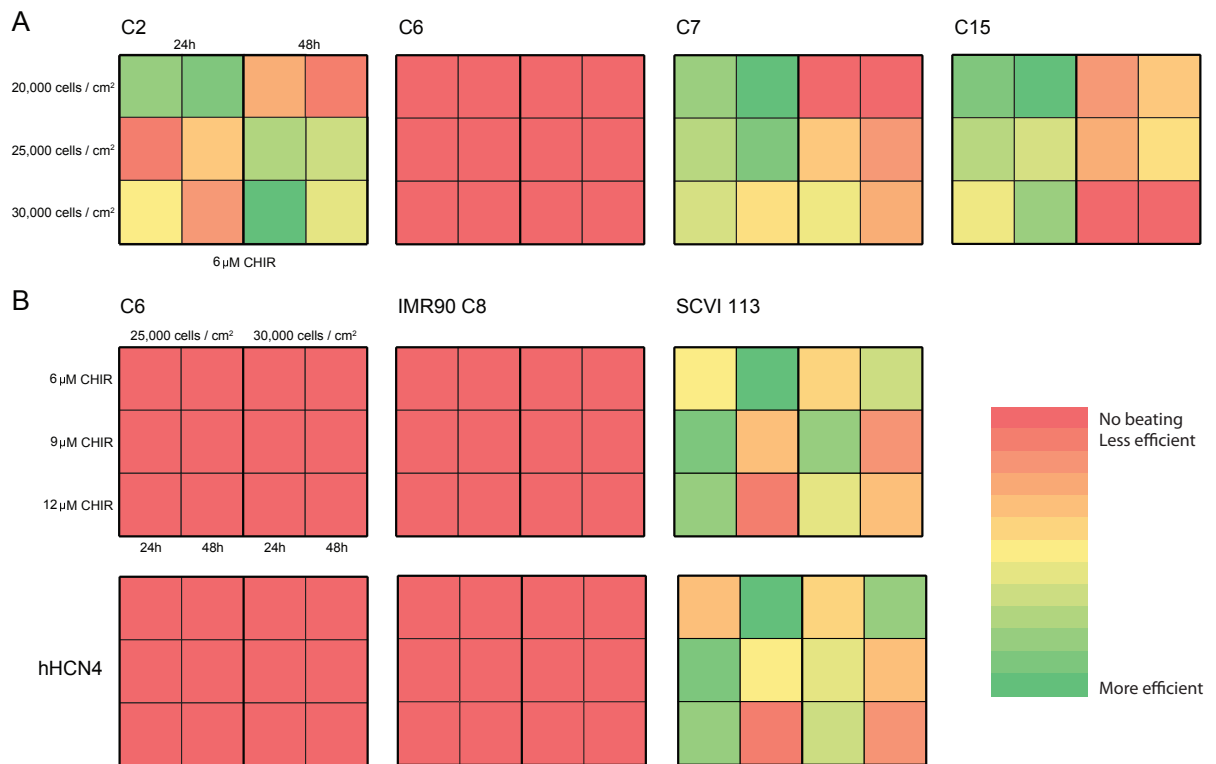 A
C2
C6
C7
C15
24h
48h
20,000 cells / cm²
25,000 cells / cm²
30,000 cells / cm²
6 µM CHIR
B
C6
IMR90 C8
SCVI 113
25,000 cells / cm²
30,000 cells / cm²
6 µM CHIR
9 µM CHIR
12 µM CHIR
24h
48h
24h
48h
hHCN4
No beating
Less efficient
More efficient